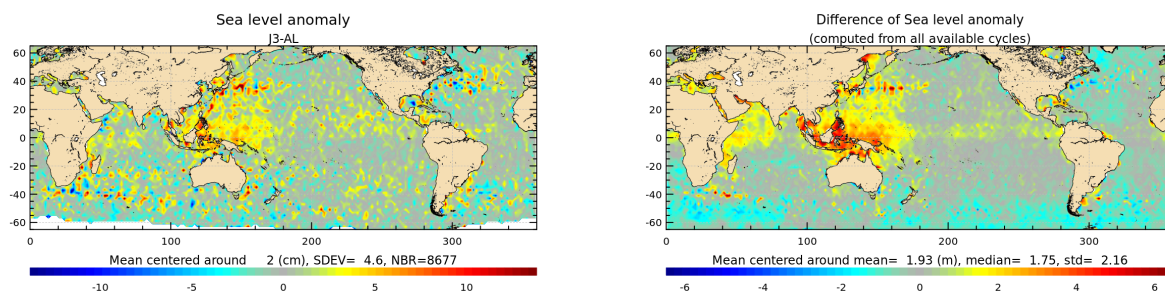 Sea level anomaly
J3-AL
60
40
20
0
-20
-40
-60
0 100 200 300
Mean centered around 2 (cm), SDEV= 4.6, NBR=8677
-10 -5 0 5 10
Difference of Sea level anomaly
(computed from all available cycles)
60
40
20
0
-20
-40
-60
0 100 200 300
Mean centered around mean= 1.93 (m), median= 1.75, std= 2.16
-6 -4 -2 0 2 4 6